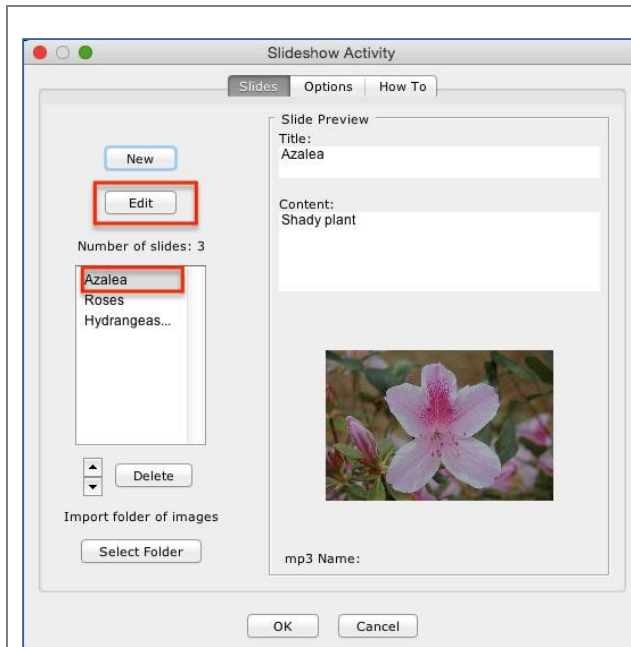 Slideshow Activity
Slides Options How To
New
Edit
Number of slides: 3
Azalea
Roses
Hydrangeas...
Delete
Import folder of images
Select Folder
Slide Preview
Title:
Azalea
Content:
Shady plant
mp3 Name:
OK Cancel